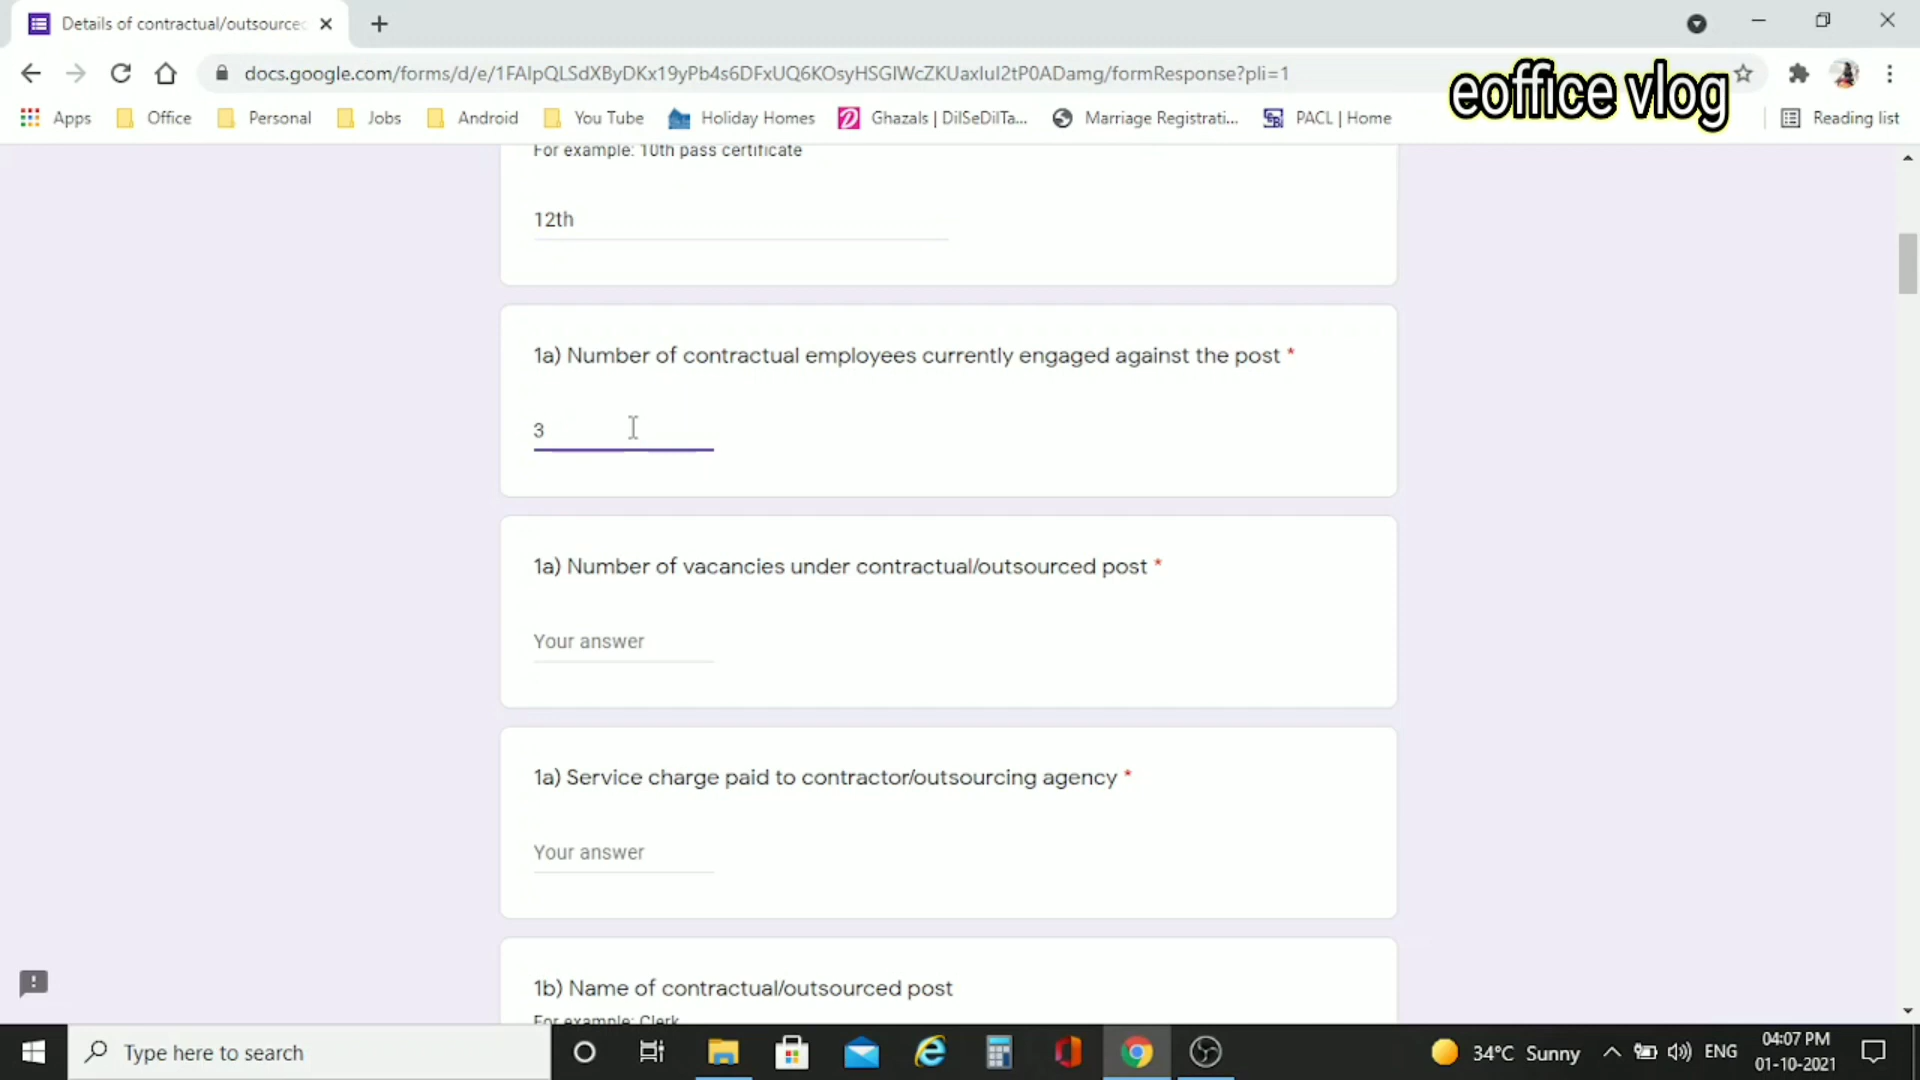 Details of contractual/outsource
docs.google.com/forms/d/e/1FAIpQLSdXByDKx19yPb4s6DFxUQ6KOsyHSGlWcZKUaxIuI2tP0ADamg/formResponse?pli=1
eoffice vlog
Apps Office Personal Jobs Android You Tube Holiday Homes Ghazals | DilSeDilTa... Marriage Registrati... PACL | Home Reading list
For example: 10th pass certificate
12th
1a) Number of contractual employees currently engaged against the post *
3
1a) Number of vacancies under contractual/outsourced post *
Your answer
1a) Service charge paid to contractor/outsourcing agency *
Your answer
1b) Name of contractual/outsourced post
For example: Clerk
Type here to search
34°C Sunny
ENG
04:07 PM
01-10-2021